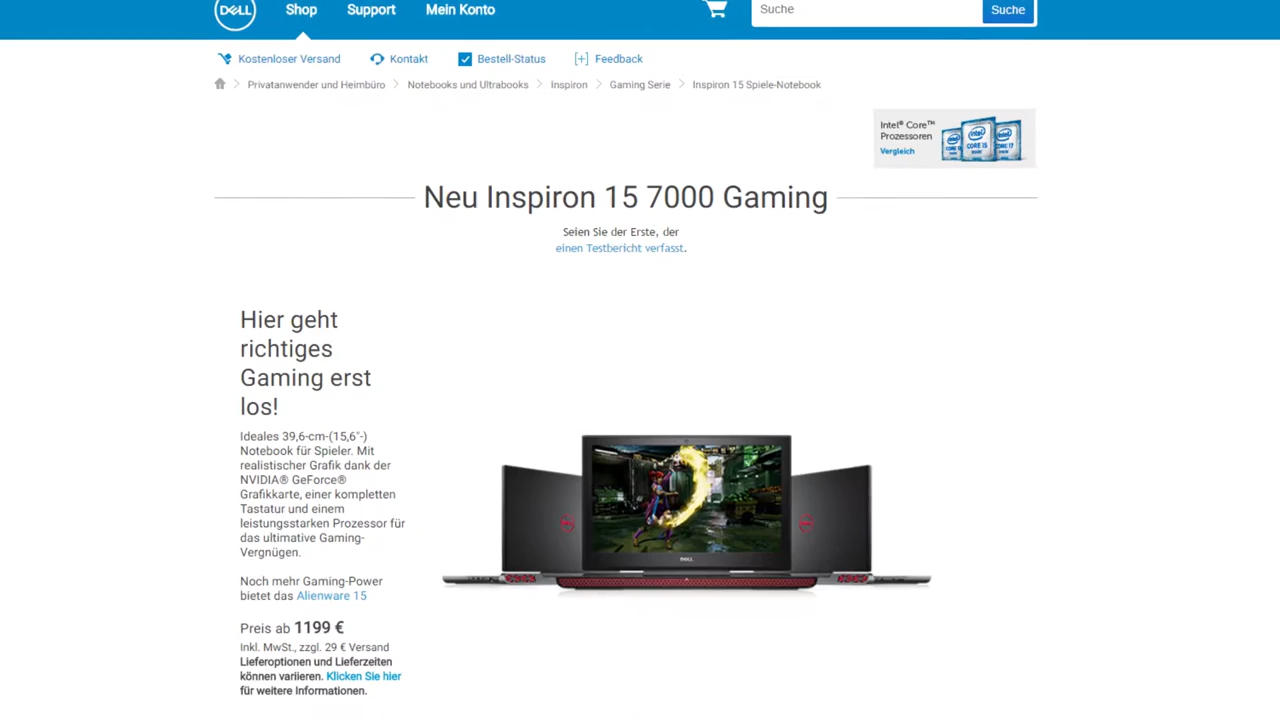 DELL
Shop
Support
Mein Konto
Suche
Suche
Kostenloser Versand
Kontakt
Bestell-Status
[+] Feedback
Privatanwender und Heimbüro
Notebooks und Ultrabooks
Inspiron
Gaming Serie
Inspiron 15 Spiele-Notebook
Intel® Core™
Prozessoren
Vergleich
CORE i5
CORE i7
Neu Inspiron 15 7000 Gaming
Seien Sie der Erste, der
einen Testbericht verfasst.
Hier geht
richtiges
Gaming erst
los!
Ideales 39,6-cm-(15,6"-)
Notebook für Spieler. Mit
realistischer Grafik dank der
NVIDIA® GeForce®
Grafikkarte, einer kompletten
Tastatur und einem
leistungsstarken Prozessor für
das ultimative Gaming-
Vergnügen.
Noch mehr Gaming-Power
bietet das Alienware 15
Preis ab 1199 €
Inkl. MwSt., zzgl. 29 € Versand
Lieferoptionen und Lieferzeiten
können variieren. Klicken Sie hier
für weitere Informationen.
DELL